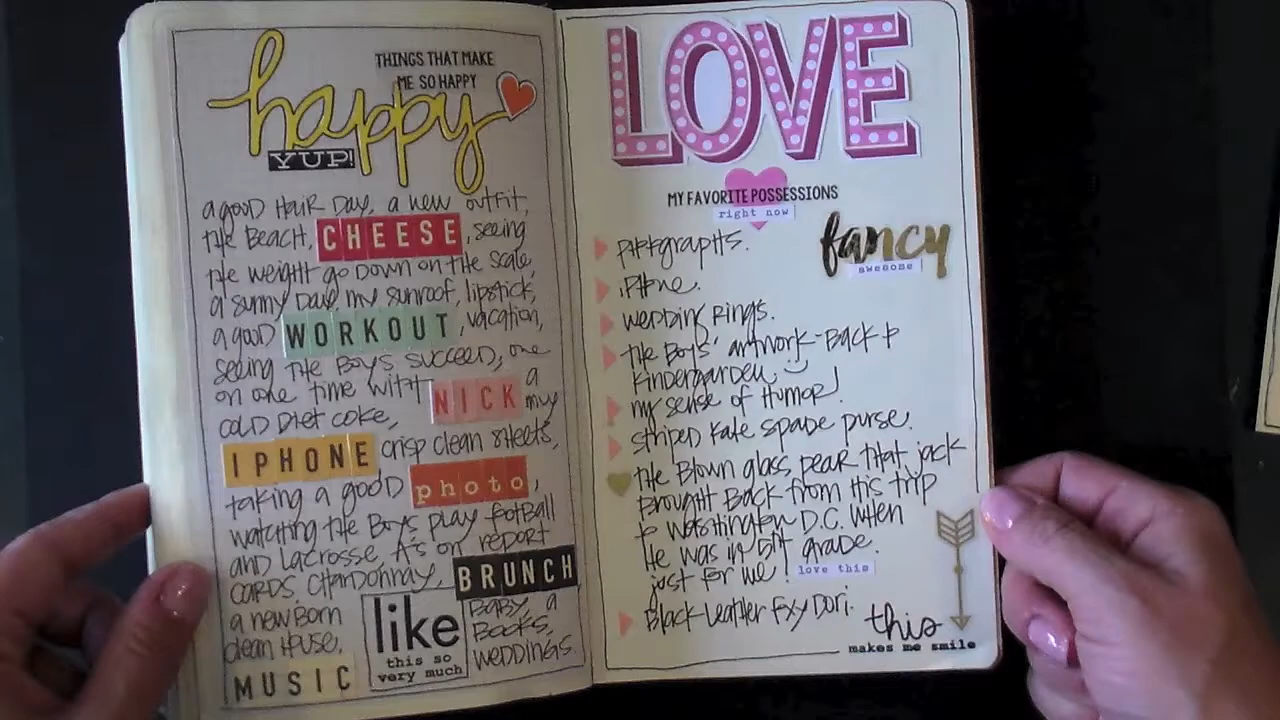 THINGS THAT MAKE
ME SO HAPPY
happy
YUP!
a good Hair Day, a new outfit,
the Beach, CHEESE, seeing
the weight go down on the scale,
a sunny day, my sunroof, lipstick,
a good WORKOUT, vacation,
seeing the Boys succeed, one
on one time with NICK a
cold Diet coke, my
IPHONE crisp clean sheets,
taking a good photo,
watching the Boys play football
and Lacrosse, A's on report
cards. Chardonnay, BRUNCH
a new Born Baby, a
clean House. Books,
weddings.
MUSIC
like
this so
very much
LOVE
MY FAVORITE POSSESSIONS
right now
fancy
awesome
photographs.
iPhone.
wedding rings.
the Boys' artwork-Back to
Kindergarden. :)
my sense of Humor!
striped Kate Spade purse.
the Blown glass pear that jack
Brought Back from His trip
to Washington D.C. when
He was in 5th grade.
just for me! love this
Black Leather Fxy Dori.
this
makes me smile